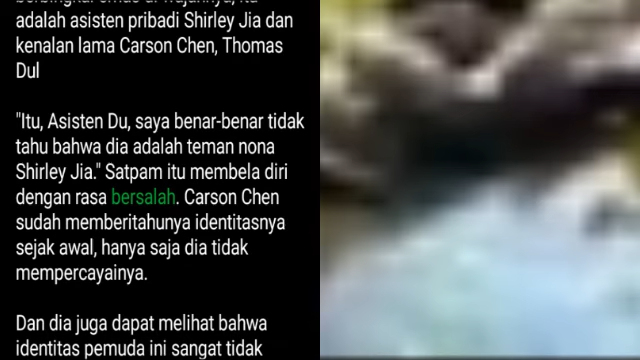 adalah asisten pribadi Shirley Jia dan
kenalan lama Carson Chen, Thomas
Dul
"Itu, Asisten Du, saya benar-benar tidak
tahu bahwa dia adalah teman nona
Shirley Jia." Satpam itu membela diri
dengan rasa bersalah. Carson Chen
sudah memberitahunya identitasnya
sejak awal, hanya saja dia tidak
mempercayainya.
Dan dia juga dapat melihat bahwa
identitas pemuda ini sangat tidak